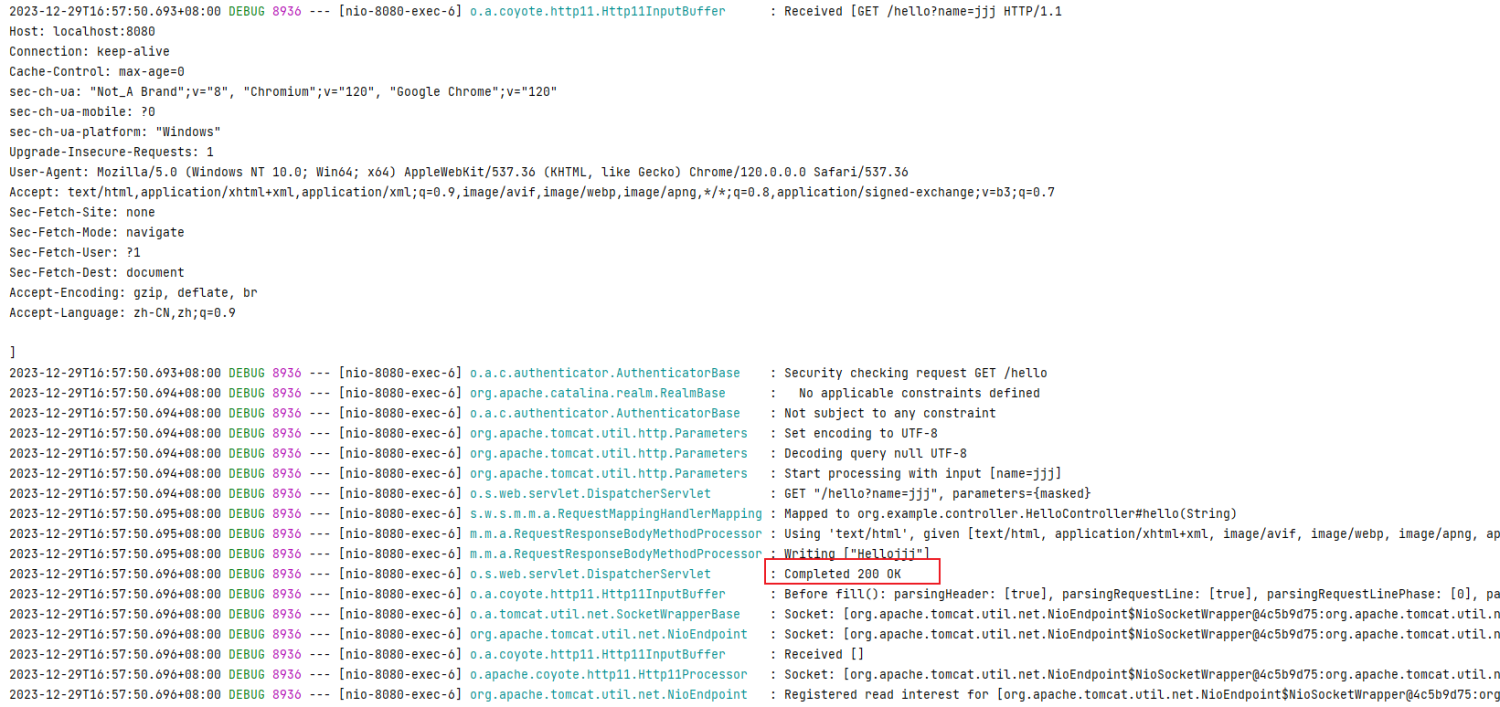 2023-12-29T16:57:50.693+08:00 DEBUG 8936 --- [nio-8080-exec-6] o.a.coyote.http11.Http11InputBuffer      : Received [GET /hello?name=jjj HTTP/1.1
Host: localhost:8080
Connection: keep-alive
Cache-Control: max-age=0
sec-ch-ua: "Not_A Brand";v="8", "Chromium";v="120", "Google Chrome";v="120"
sec-ch-ua-mobile: ?0
sec-ch-ua-platform: "Windows"
Upgrade-Insecure-Requests: 1
User-Agent: Mozilla/5.0 (Windows NT 10.0; Win64; x64) AppleWebKit/537.36 (KHTML, like Gecko) Chrome/120.0.0.0 Safari/537.36
Accept: text/html,application/xhtml+xml,application/xml;q=0.9,image/avif,image/webp,image/apng,*/*;q=0.8,application/signed-exchange;v=b3;q=0.7
Sec-Fetch-Site: none
Sec-Fetch-Mode: navigate
Sec-Fetch-User: ?1
Sec-Fetch-Dest: document
Accept-Encoding: gzip, deflate, br
Accept-Language: zh-CN,zh;q=0.9
]
2023-12-29T16:57:50.693+08:00 DEBUG 8936 --- [nio-8080-exec-6] o.a.c.authenticator.AuthenticatorBase    : Security checking request GET /hello
2023-12-29T16:57:50.694+08:00 DEBUG 8936 --- [nio-8080-exec-6] org.apache.catalina.realm.RealmBase      :   No applicable constraints defined
2023-12-29T16:57:50.694+08:00 DEBUG 8936 --- [nio-8080-exec-6] o.a.c.authenticator.AuthenticatorBase    : Not subject to any constraint
2023-12-29T16:57:50.694+08:00 DEBUG 8936 --- [nio-8080-exec-6] org.apache.tomcat.util.http.Parameters   : Set encoding to UTF-8
2023-12-29T16:57:50.694+08:00 DEBUG 8936 --- [nio-8080-exec-6] org.apache.tomcat.util.http.Parameters   : Decoding query null UTF-8
2023-12-29T16:57:50.694+08:00 DEBUG 8936 --- [nio-8080-exec-6] org.apache.tomcat.util.http.Parameters   : Start processing with input [name=jjj]
2023-12-29T16:57:50.694+08:00 DEBUG 8936 --- [nio-8080-exec-6] o.s.web.servlet.DispatcherServlet        : GET "/hello?name=jjj", parameters={masked}
2023-12-29T16:57:50.695+08:00 DEBUG 8936 --- [nio-8080-exec-6] s.w.s.m.m.a.RequestMappingHandlerMapping : Mapped to org.example.controller.HelloController#hello(String)
2023-12-29T16:57:50.695+08:00 DEBUG 8936 --- [nio-8080-exec-6] m.m.a.RequestResponseBodyMethodProcessor : Using 'text/html', given [text/html, application/xhtml+xml, image/avif, image/webp, image/apng, ap
2023-12-29T16:57:50.695+08:00 DEBUG 8936 --- [nio-8080-exec-6] m.m.a.RequestResponseBodyMethodProcessor : Writing ["Hellojjj"]
2023-12-29T16:57:50.696+08:00 DEBUG 8936 --- [nio-8080-exec-6] o.s.web.servlet.DispatcherServlet        : Completed 200 OK
2023-12-29T16:57:50.696+08:00 DEBUG 8936 --- [nio-8080-exec-6] o.a.coyote.http11.Http11InputBuffer      : Before fill(): parsingHeader: [true], parsingRequestLine: [true], parsingRequestLinePhase: [0], pa
2023-12-29T16:57:50.696+08:00 DEBUG 8936 --- [nio-8080-exec-6] o.a.tomcat.util.net.SocketWrapperBase    : Socket: [org.apache.tomcat.util.net.NioEndpoint$NioSocketWrapper@4c5b9d75:org.apache.tomcat.util.n
2023-12-29T16:57:50.696+08:00 DEBUG 8936 --- [nio-8080-exec-6] org.apache.tomcat.util.net.NioEndpoint   : Socket: [org.apache.tomcat.util.net.NioEndpoint$NioSocketWrapper@4c5b9d75:org.apache.tomcat.util.n
2023-12-29T16:57:50.696+08:00 DEBUG 8936 --- [nio-8080-exec-6] o.a.coyote.http11.Http11InputBuffer      : Received []
2023-12-29T16:57:50.696+08:00 DEBUG 8936 --- [nio-8080-exec-6] o.apache.coyote.http11.Http11Processor   : Socket: [org.apache.tomcat.util.net.NioEndpoint$NioSocketWrapper@4c5b9d75:org.apache.tomcat.util.n
2023-12-29T16:57:50.696+08:00 DEBUG 8936 --- [nio-8080-exec-6] org.apache.tomcat.util.net.NioEndpoint   : Registered read interest for [org.apache.tomcat.util.net.NioEndpoint$NioSocketWrapper@4c5b9d75:org